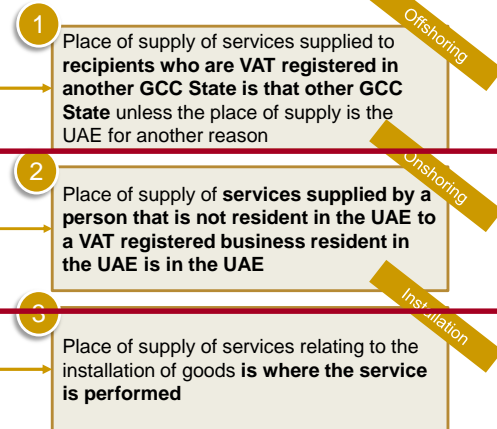 1
Offshoring
Place of supply of services supplied to
recipients who are VAT registered in
another GCC State is that other GCC
State unless the place of supply is the
UAE for another reason
2
Onshoring
Place of supply of services supplied by a
person that is not resident in the UAE to
a VAT registered business resident in
the UAE is in the UAE
3
Installation
Place of supply of services relating to the
installation of goods is where the service
is performed